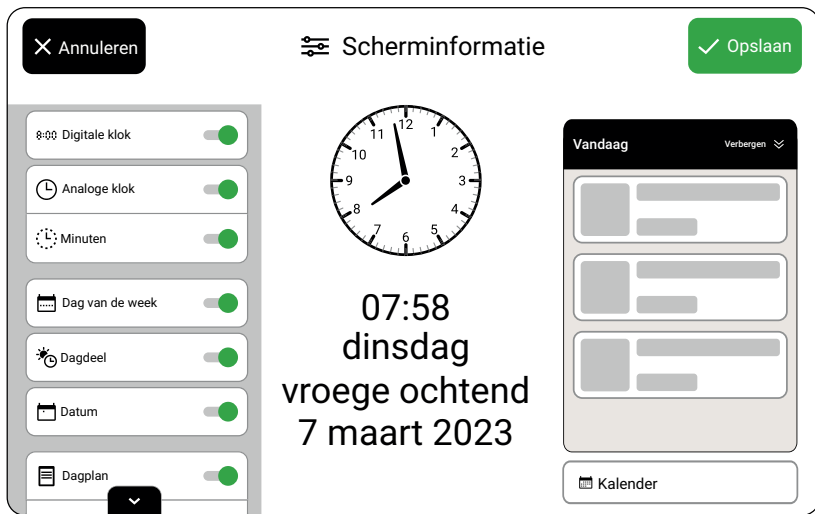 Annuleren
Scherminformatie
Opslaan
8:00 Digitale klok
Analoge klok
Minuten
Dag van de week
Dagdeel
Datum
Dagplan
12
1
2
3
4
5
6
7
8
9
10
11
07:58
dinsdag
vroege ochtend
7 maart 2023
Vandaag
Verbergen
Kalender